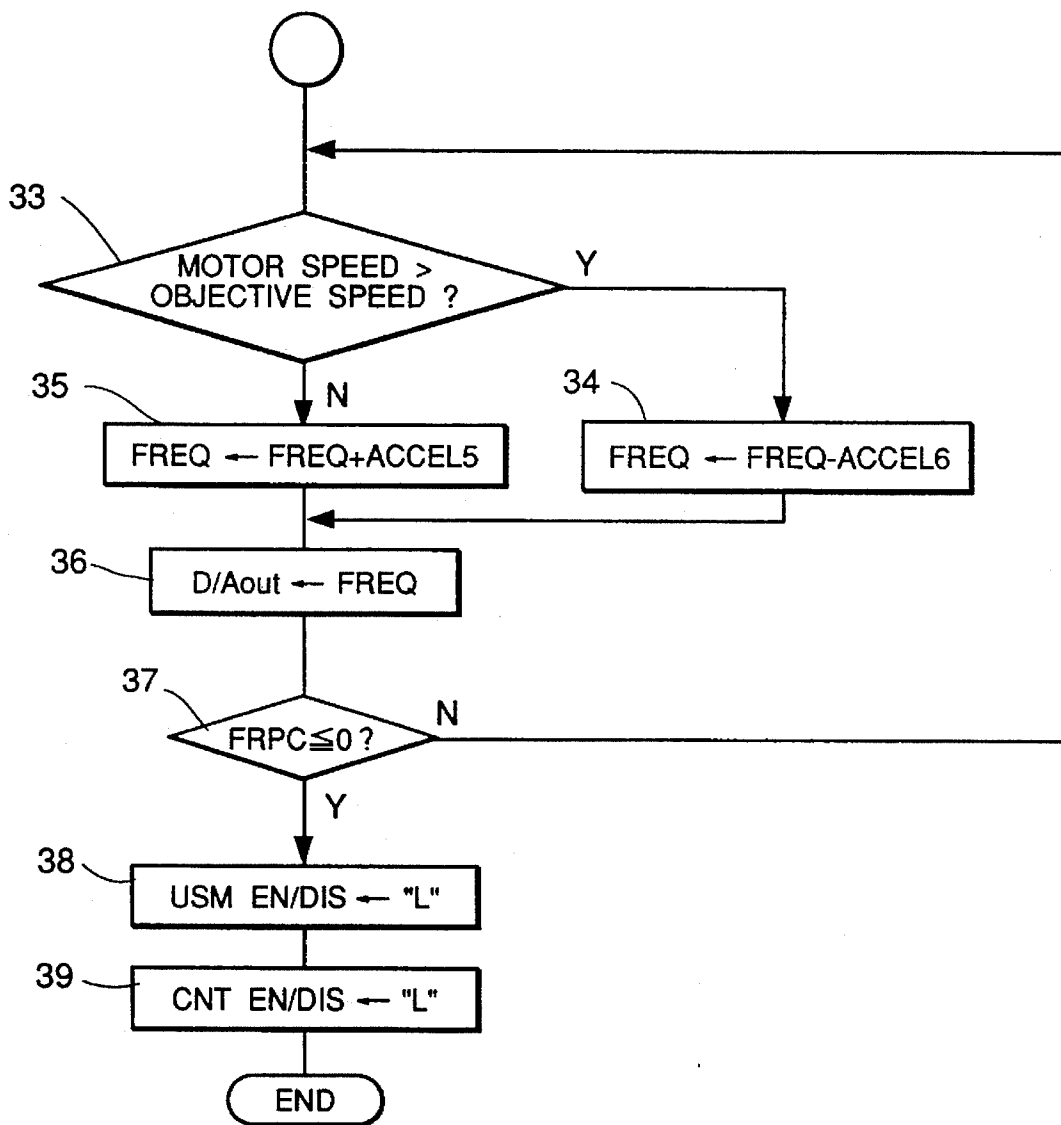 33
MOTOR SPEED >
OBJECTIVE SPEED ?
Y
N
35
FREQ ← FREQ+ACCEL5
34
FREQ ← FREQ-ACCEL6
36
D/Aout ← FREQ
37
FRPC≦0 ?
N
Y
38
USM EN/DIS ← "L"
39
CNT EN/DIS ← "L"
END